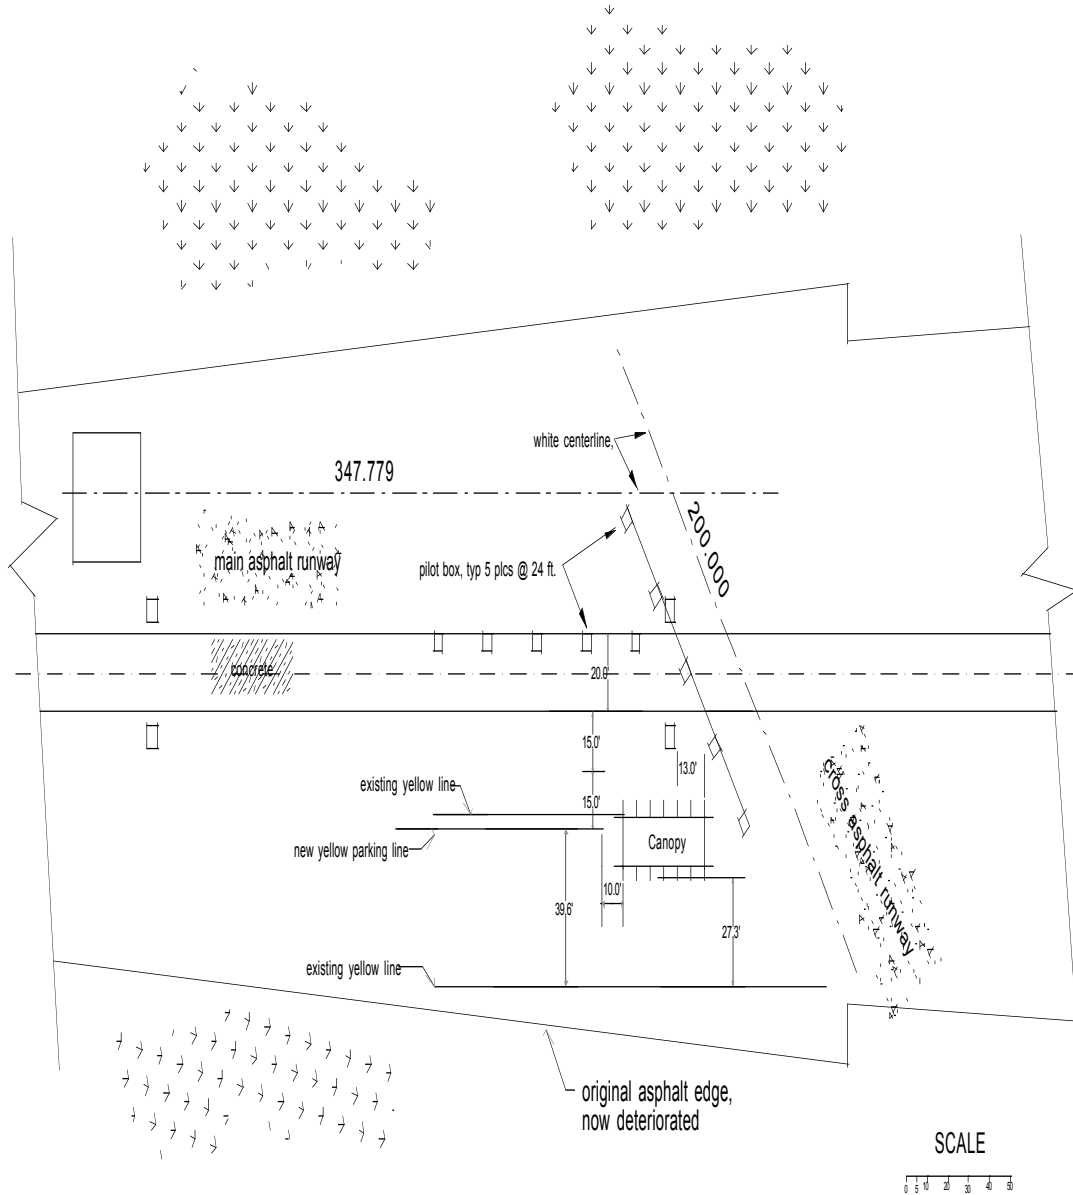 white centerline,
347.779
200.000
main asphalt runway
pilot box, typ 5 plcs @ 24 ft.
concrete
20.0'
15.0'
13.0'
existing yellow line
15.0'
cross asphalt runway
Canopy
new yellow parking line
10.0'
39.6'
27.3'
existing yellow line
original asphalt edge,
now deteriorated
SCALE
0 5 10 20 30 40 50